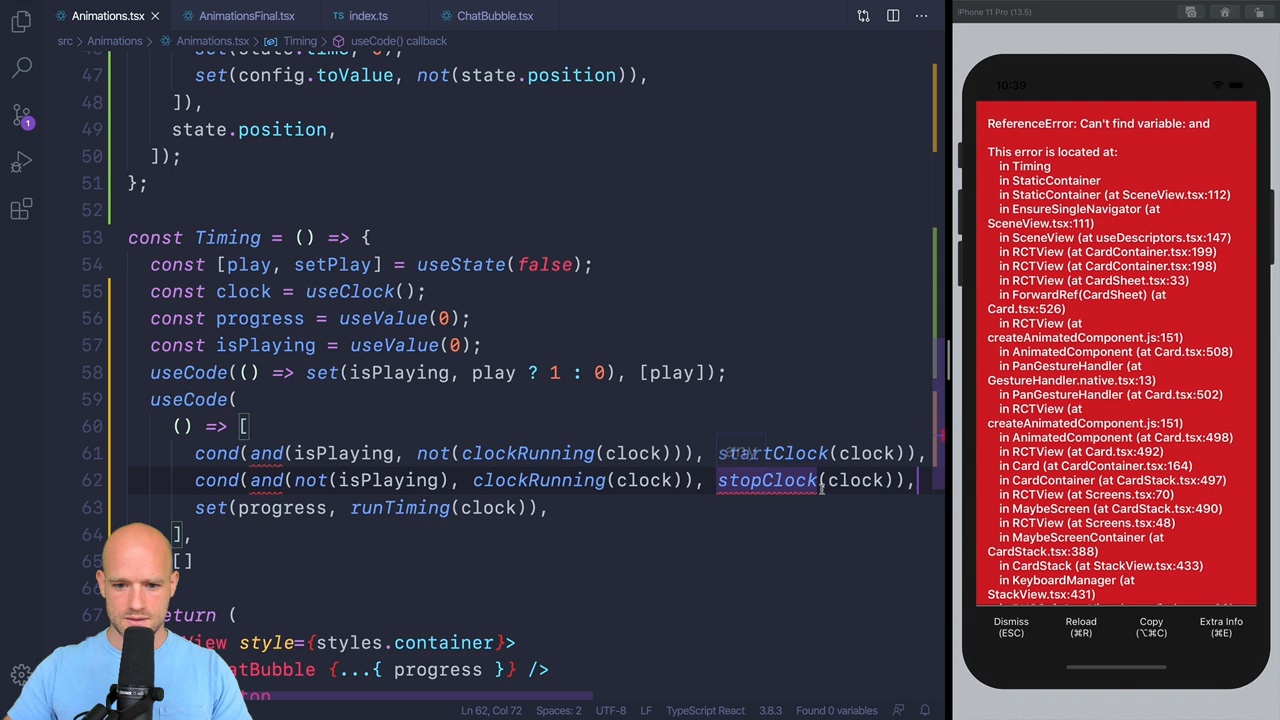 Animations.tsx
AnimationsFinal.tsx
index.ts
ChatBubble.tsx
src > Animations > Animations.tsx > Timing > useCode() callback
47 set(config.toValue, not(state.position)),
48 ]),
49 state.position,
50 ]);
51 };
52
53 const Timing = () => {
54 const [play, setPlay] = useState(false);
55 const clock = useClock();
56 const progress = useValue(0);
57 const isPlaying = useValue(0);
58 useCode(() => set(isPlaying, play ? 1 : 0), [play]);
59 useCode(
60 () => [
61 cond(and(isPlaying, not(clockRunning(clock))), startClock(clock)),
62 cond(and(not(isPlaying), clockRunning(clock)), stopClock(clock)),
63 set(progress, runTiming(clock)),
64 ],
65 []
66
67 return (
View style={styles.container}>
hatBubble {...{ progress }} />
Ln 62, Col 72
Spaces: 2
UTF-8
LF
TypeScript React
3.8.3
Found 0 variables
iPhone 11 Pro (13.5)
10:39
ReferenceError: Can't find variable: and
This error is located at:
in Timing
in StaticContainer
in StaticContainer (at SceneView.tsx:112)
in EnsureSingleNavigator (at
SceneView.tsx:111)
in SceneView (at useDescriptors.tsx:147)
in RCTView (at CardContainer.tsx:199)
in RCTView (at CardContainer.tsx:198)
in RCTView (at CardSheet.tsx:33)
in ForwardRef(CardSheet) (at
Card.tsx:526)
in RCTView (at
createAnimatedComponent.js:151)
in AnimatedComponent (at Card.tsx:508)
in PanGestureHandler (at
GestureHandler.native.tsx:13)
in PanGestureHandler (at Card.tsx:502)
in RCTView (at
createAnimatedComponent.js:151)
in AnimatedComponent (at Card.tsx:498)
in RCTView (at Card.tsx:492)
in Card (at CardContainer.tsx:164)
in CardContainer (at CardStack.tsx:497)
in RCTView (at Screens.tsx:70)
in MaybeScreen (at CardStack.tsx:490)
in RCTView (at Screens.tsx:48)
in MaybeScreenContainer (at
CardStack.tsx:388)
in CardStack (at StackView.tsx:433)
in KeyboardManager (at
StackView.tsx:431)
Dismiss
(ESC)
Reload
(⌘R)
Copy
(⌥⌘C)
Extra Info
(⌘E)